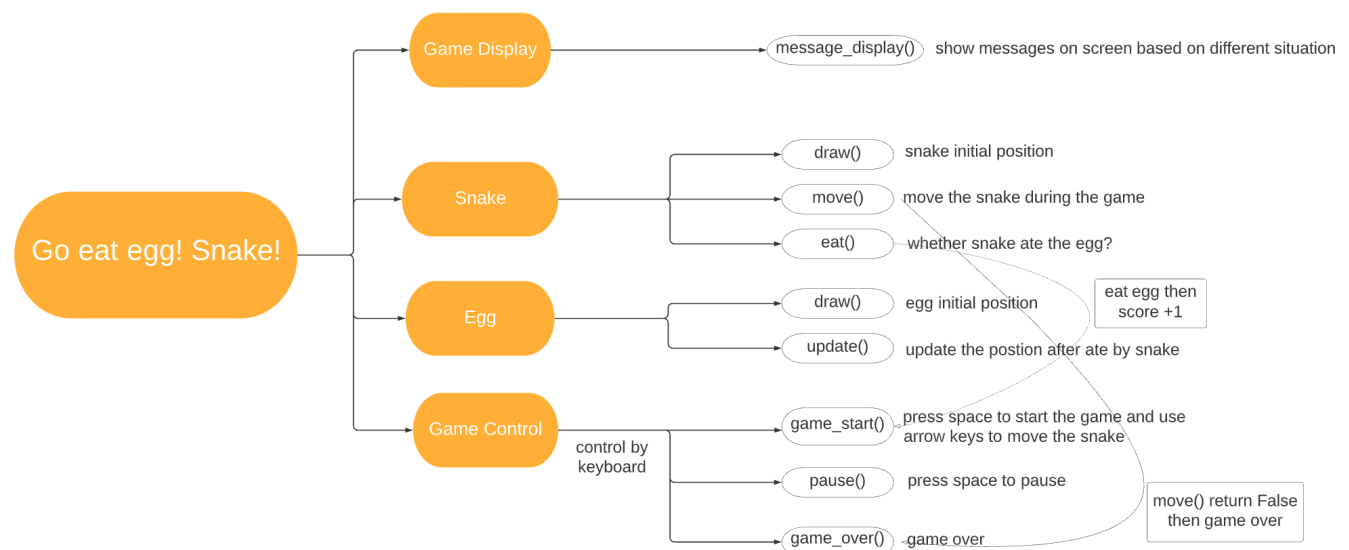 Game Display
message_display()
show messages on screen based on different situation
draw()
snake initial position
Go eat egg! Snake!
Snake
move()
move the snake during the game
eat()
whether snake ate the egg?
eat egg then
score +1
Egg
draw()
egg initial position
update()
update the postion after ate by snake
Game Control
control by
keyboard
game_start()
press space to start the game and use
arrow keys to move the snake
pause()
press space to pause
move() return False
then game over
game_over()
game over